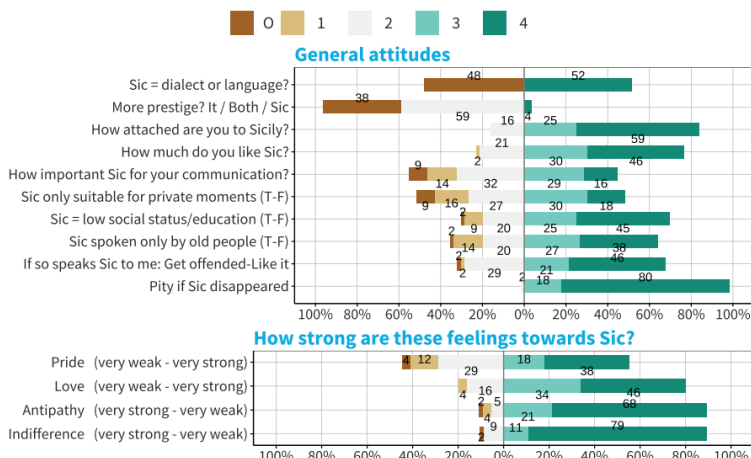 0 1 2 3 4
General attitudes
Sic = dialect or language? 48 52
More prestige? It / Both / Sic 38 59 4
How attached are you to Sicily? 16 25 59
How much do you like Sic? 2 21 30 46
How important Sic for your communication? 9 14 32 29 16
Sic only suitable for private moments (T-F) 9 16 27 30 18
Sic = low social status/education (T-F) 2 9 20 25 45
Sic spoken only by old people (T-F) 2 14 20 27 38
If so speaks Sic to me: Get offended-Like it 2 2 29 21 46
Pity if Sic disappeared 2 18 80
100% 80% 60% 40% 20% 0% 20% 40% 60% 80% 100%
How strong are these feelings towards Sic?
Pride (very weak - very strong) 4 12 29 18 38
Love (very weak - very strong) 4 16 34 46
Antipathy (very strong - very weak) 2 4 5 21 68
Indifference (very strong - very weak) 2 9 11 79
100% 80% 60% 40% 20% 0% 20% 40% 60% 80% 100%